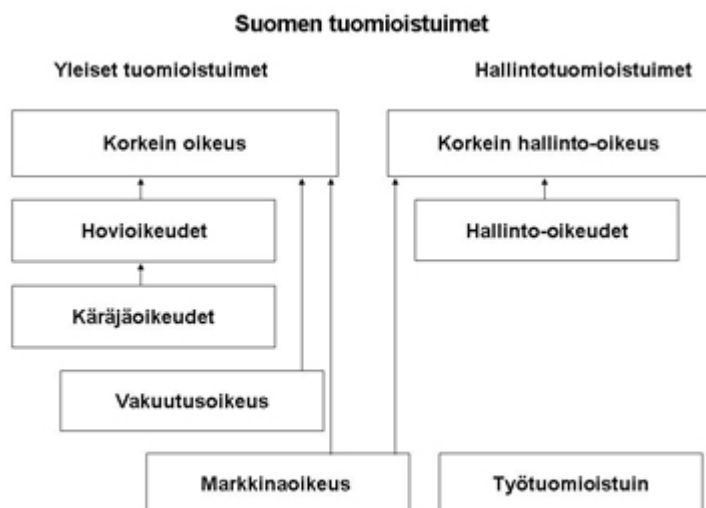 Suomen tuomioistuimet
Yleiset tuomioistuimet
Hallintotuomioistuimet
Korkein oikeus
Korkein hallinto-oikeus
Hovioikeudet
Hallinto-oikeudet
Käräjäoikeudet
Vakuutusoikeus
Markkinaoikeus
Työtuomioistuin